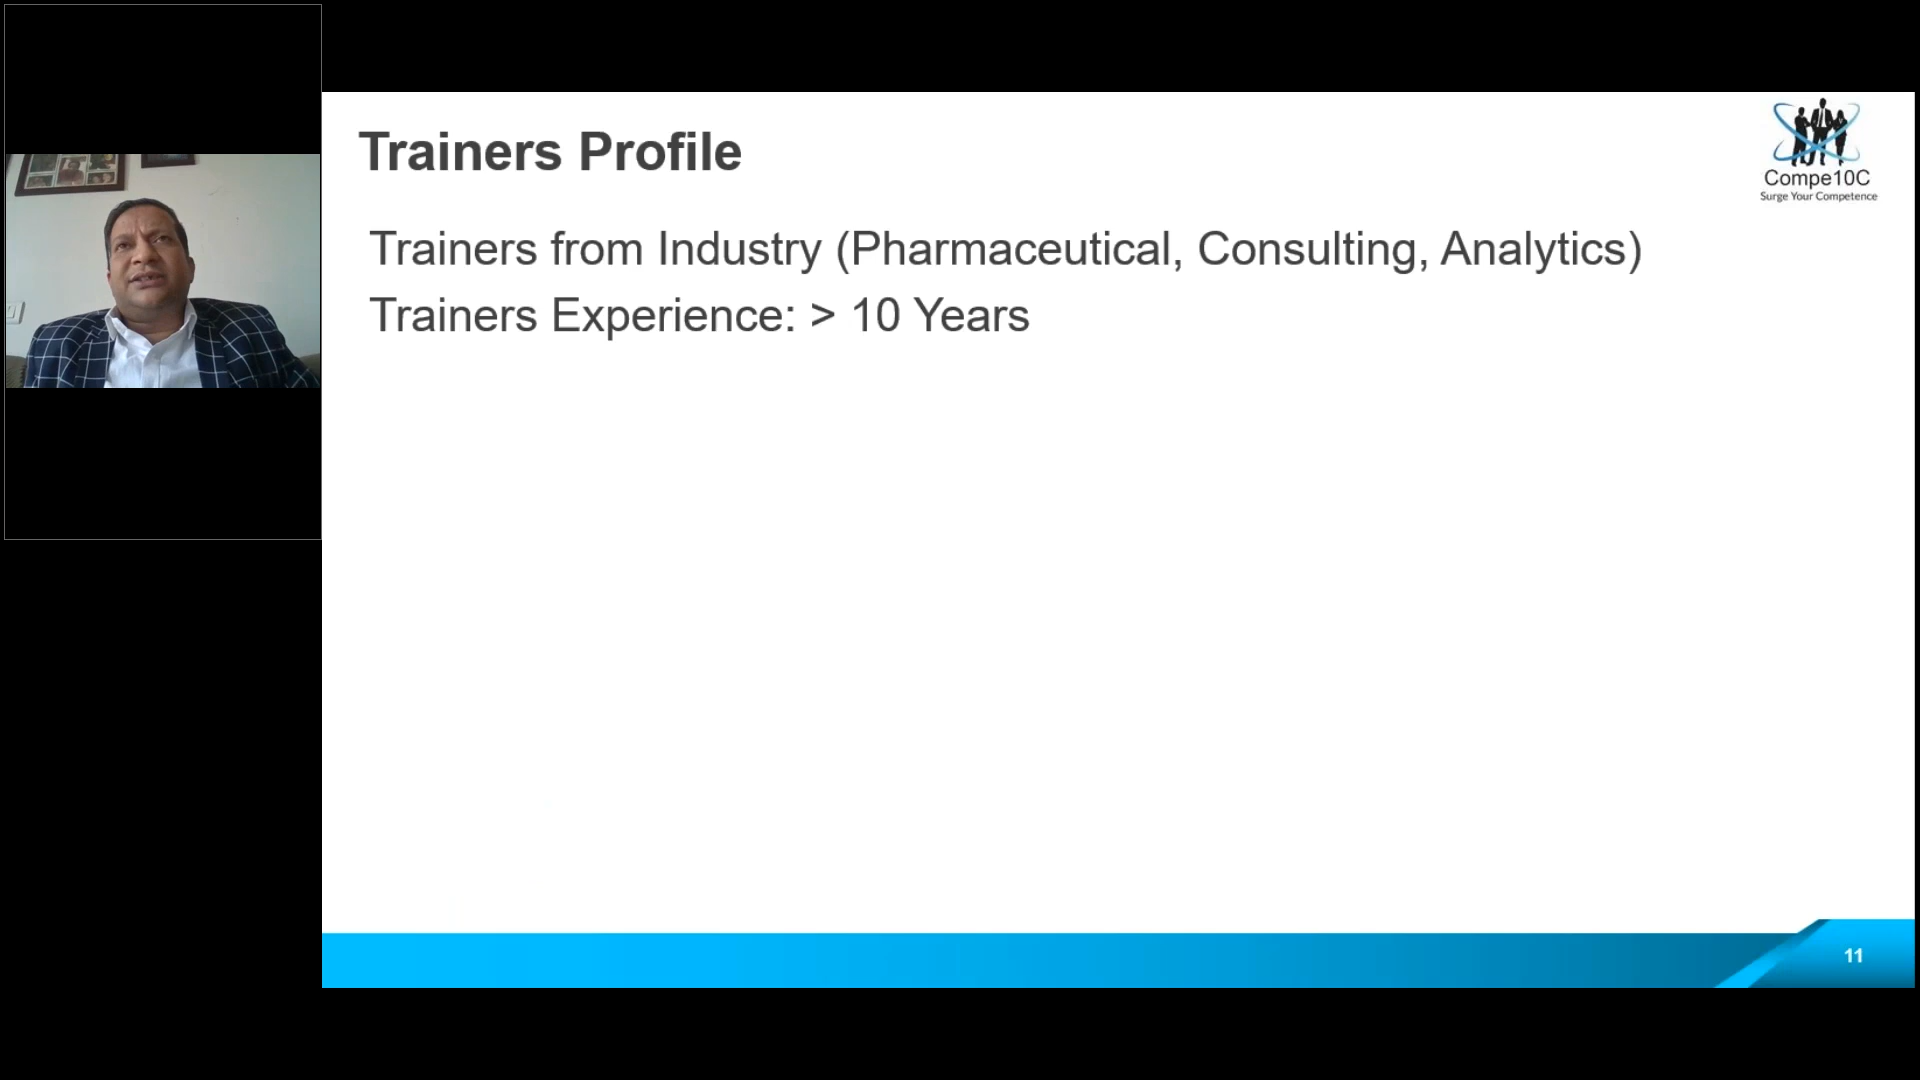 Trainers Profile
Compe10C
Surge Your Competence
Trainers from Industry (Pharmaceutical, Consulting, Analytics)
Trainers Experience: > 10 Years
11